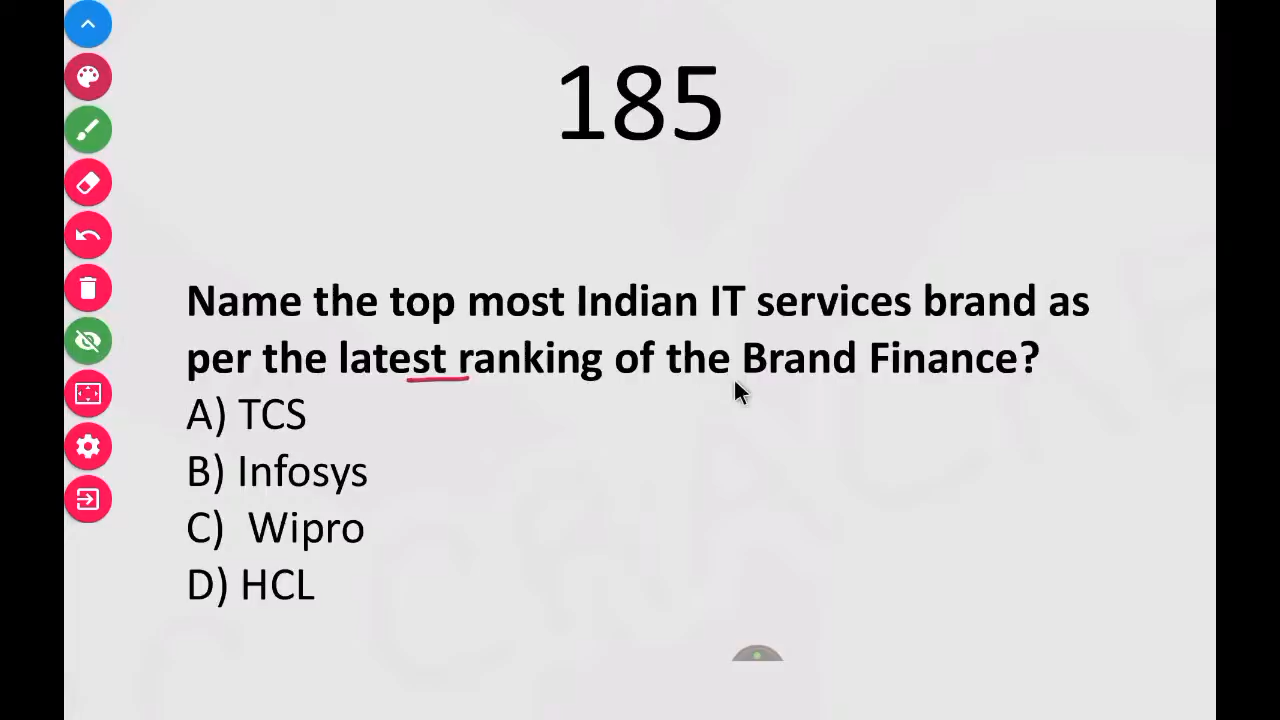 185
Name the top most Indian IT services brand as
per the latest ranking of the Brand Finance?
A) TCS
B) Infosys
C) Wipro
D) HCL